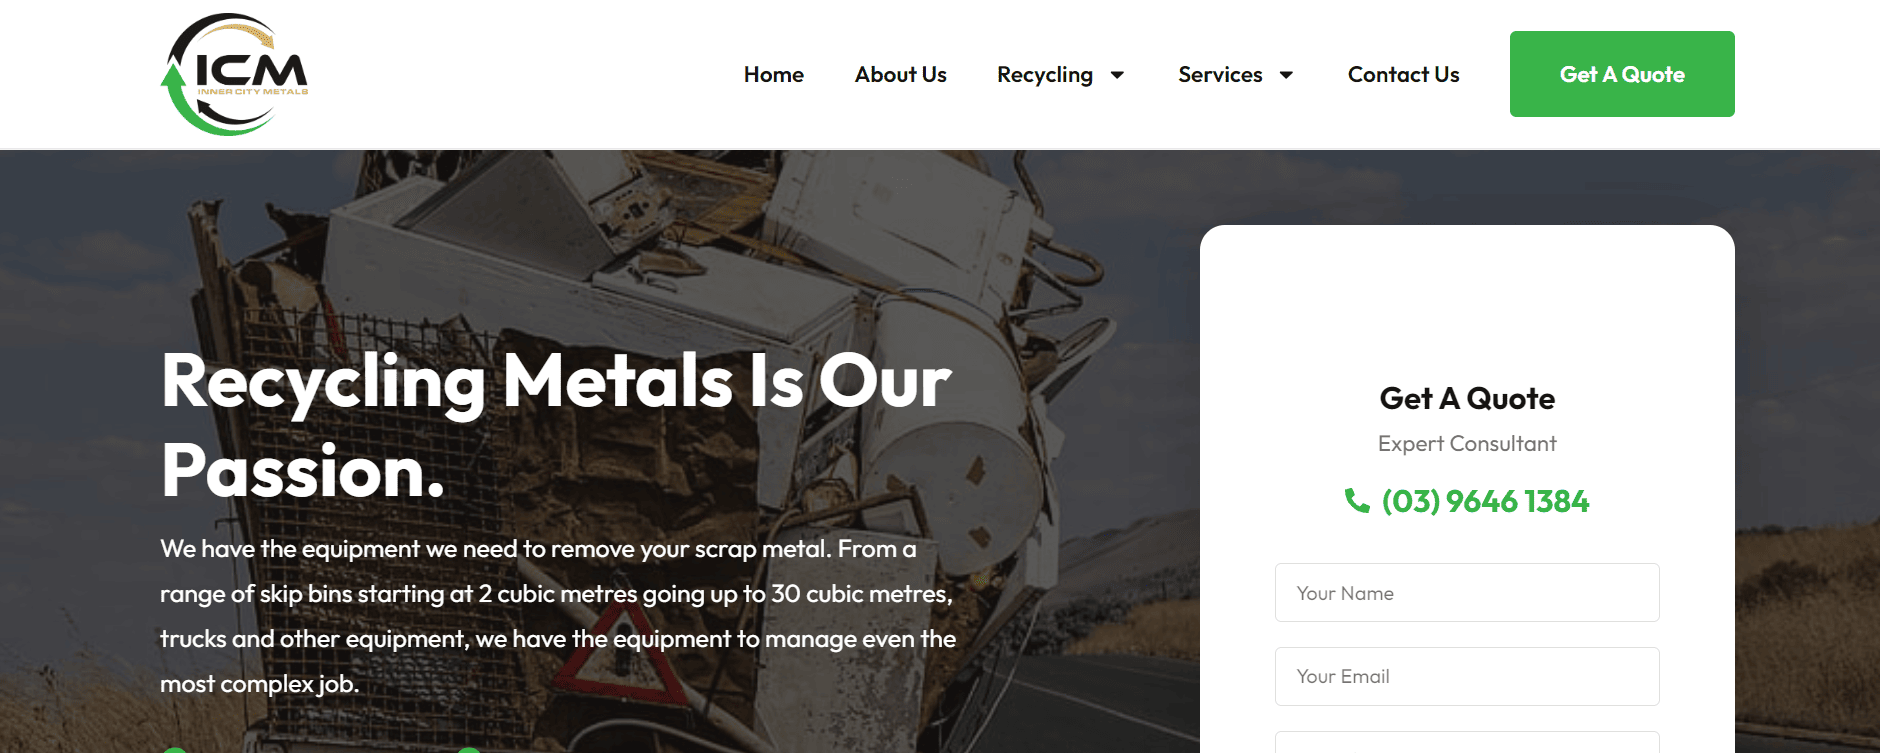 ICM
INNER CITY METALS
Home
About Us
Recycling
Services
Contact Us
Get A Quote
Recycling Metals Is Our
Passion.
We have the equipment we need to remove your scrap metal. From a
range of skip bins starting at 2 cubic metres going up to 30 cubic metres,
trucks and other equipment, we have the equipment to manage even the
most complex job.
Get A Quote
Expert Consultant
(03) 9646 1384
Your Name
Your Email